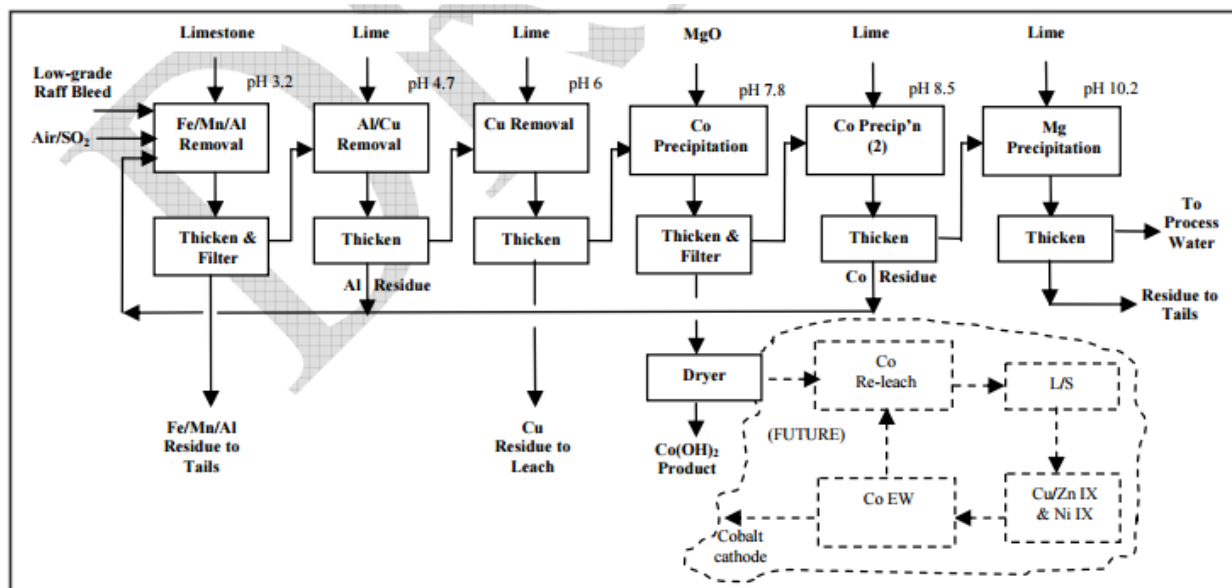 Limestone
Lime
Lime
MgO
Lime
Lime
Low-grade
Raff Bleed
pH 3.2
pH 4.7
pH 6
pH 7.8
pH 8.5
pH 10.2
Air/SO₂
Fe/Mn/Al
Removal
Al/Cu
Removal
Cu Removal
Co
Precipitation
Co Precip'n
(2)
Mg
Precipitation
Thicken &
Filter
Thicken
Thicken
Thicken &
Filter
Thicken
Thicken
To
Process
Water
Al Residue
Co Residue
Residue to
Tails
Dryer
Co
Re-leach
L/S
(FUTURE)
Fe/Mn/Al
Residue to
Tails
Cu
Residue to
Leach
Co(OH)₂
Product
Co EW
Cu/Zn IX
& Ni IX
Cobalt
cathode